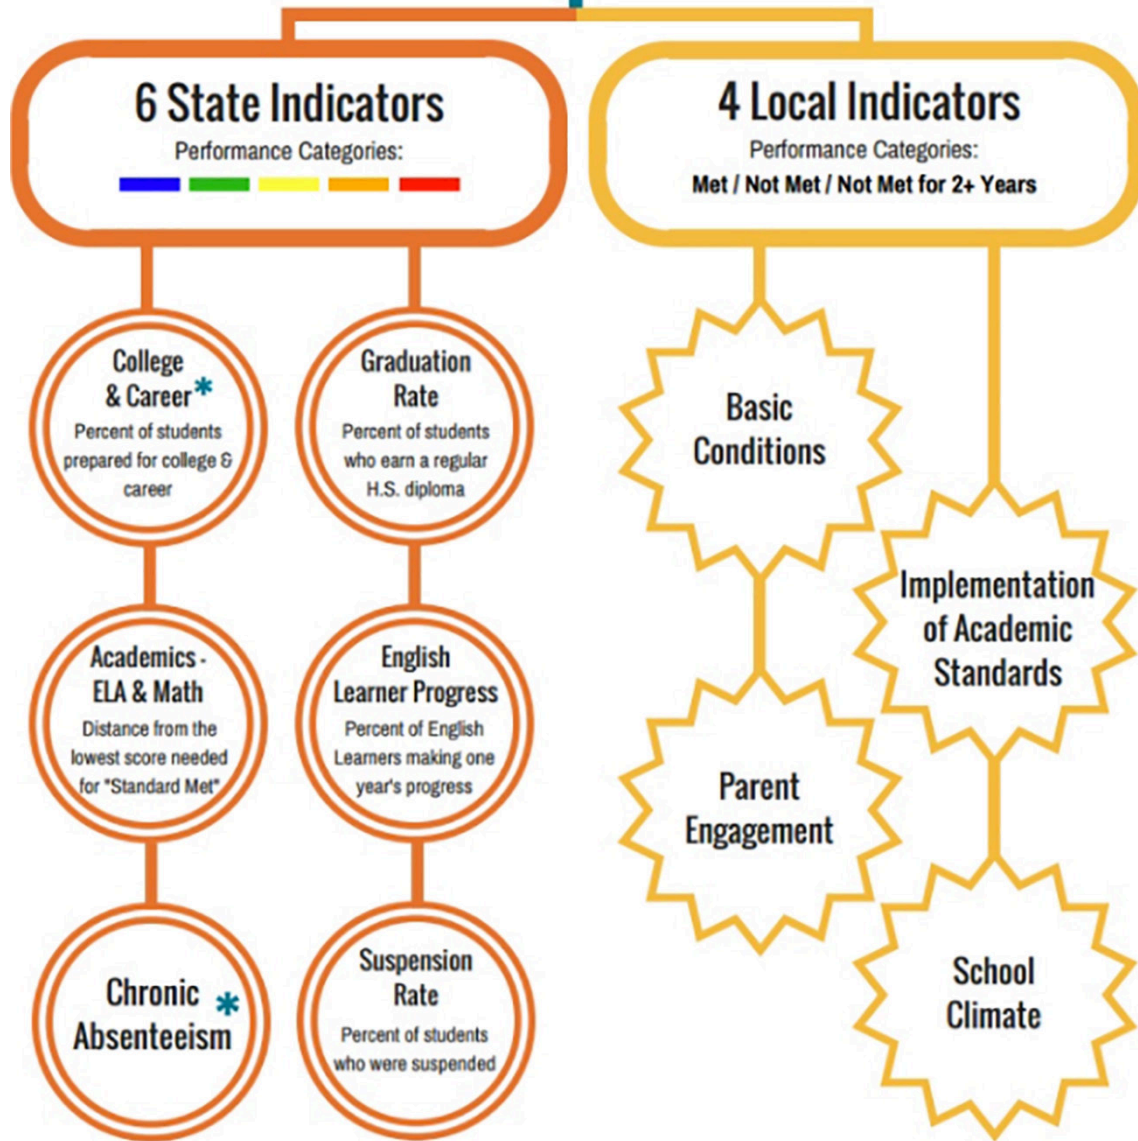 6 State Indicators
Performance Categories:
4 Local Indicators
Performance Categories:
Met / Not Met / Not Met for 2+ Years
College
& Career*
Percent of students
prepared for college &
career
Graduation
Rate
Percent of students
who earn a regular
H.S. diploma
Academics -
ELA & Math
Distance from the
lowest score needed
for "Standard Met"
English
Learner Progress
Percent of English
Learners making one
year's progress
Chronic
Absenteeism *
Suspension
Rate
Percent of students
who were suspended
Basic
Conditions
Implementation
of Academic
Standards
Parent
Engagement
School
Climate